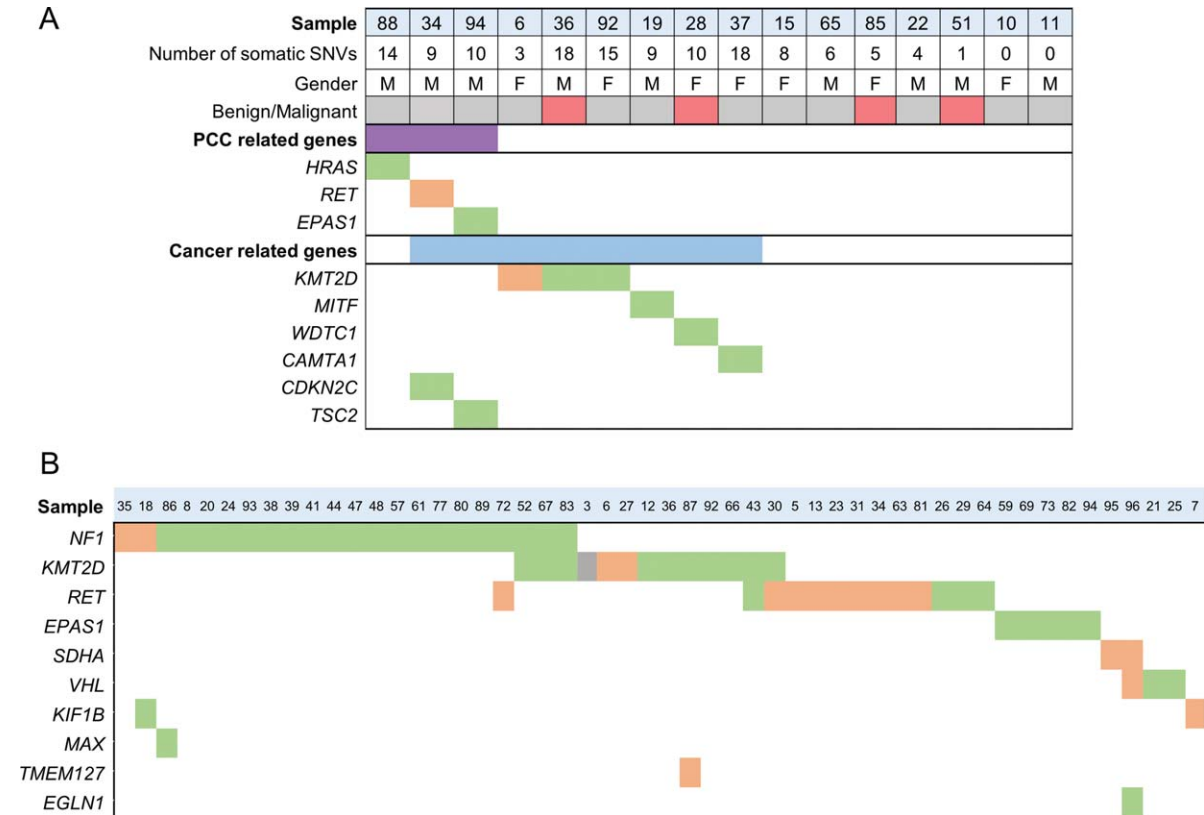 A
Sample 88 34 94 6 36 92 19 28 37 15 65 85 22 51 10 11
Number of somatic SNVs 14 9 10 3 18 15 9 10 18 8 6 5 4 1 0 0
Gender M M M F M F M F F F M F M M F M
Benign/Malignant
PCC related genes
HRAS
RET
EPAS1
Cancer related genes
KMT2D
MITF
WDTC1
CAMTA1
CDKN2C
TSC2
B
Sample 35 18 86 8 20 24 93 38 39 41 44 47 48 57 61 77 80 89 72 52 67 83 3 6 27 12 36 87 92 66 43 30 5 13 23 31 34 63 81 26 29 64 59 69 73 82 94 95 96 21 25 7
NF1
KMT2D
RET
EPAS1
SDHA
VHL
KIF1B
MAX
TMEM127
EGLN1